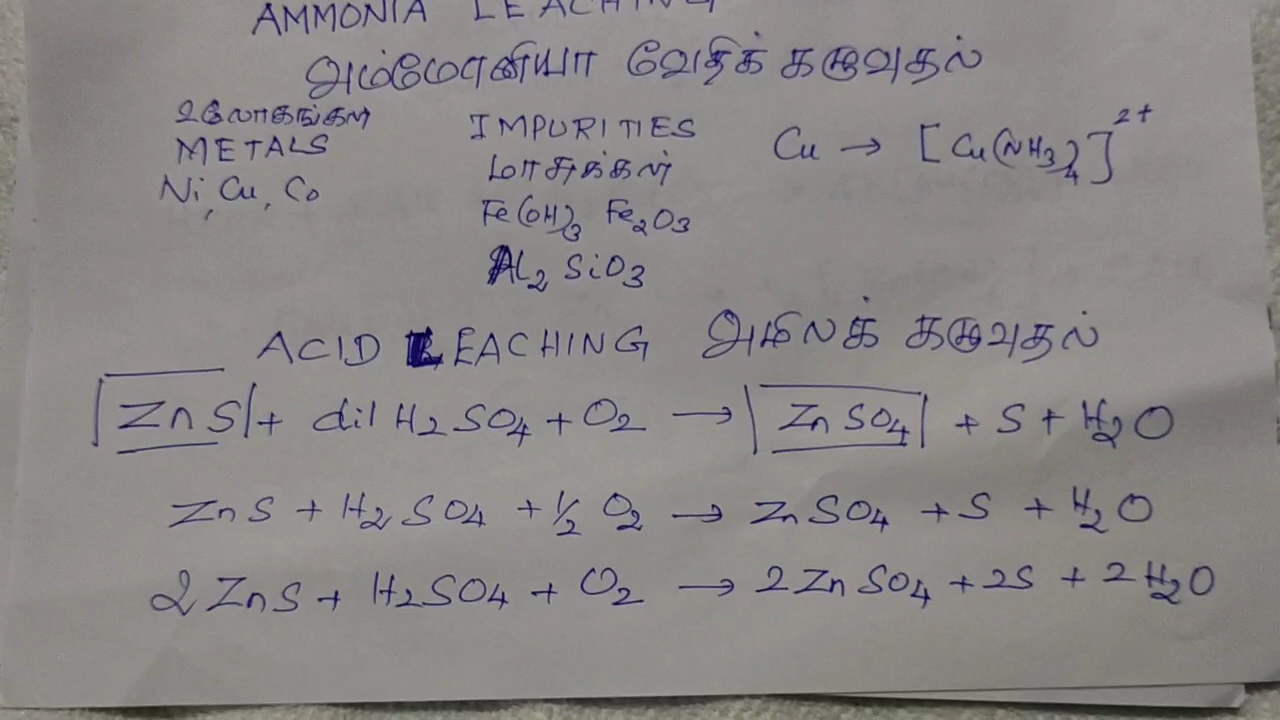 AMMONIA LEACHING
அம்மோனியா வேதிக் கழுவுதல்
உலோகங்கள்
METALS
Ni, Cu, Co
IMPURITIES
மாசுக்கள்
Fe(OH)₃ Fe₂O₃
Al₂ SiO₃
Cu → [Cu(NH₃)₄]²⁺
ACID LEACHING அமிலக் கழுவுதல்
ZnS + dil H₂SO₄ + O₂ → ZnSO₄ + S + H₂O
ZnS + H₂SO₄ + ½ O₂ → ZnSO₄ + S + H₂O
2ZnS + H₂SO₄ + O₂ → 2ZnSO₄ + 2S + 2H₂O